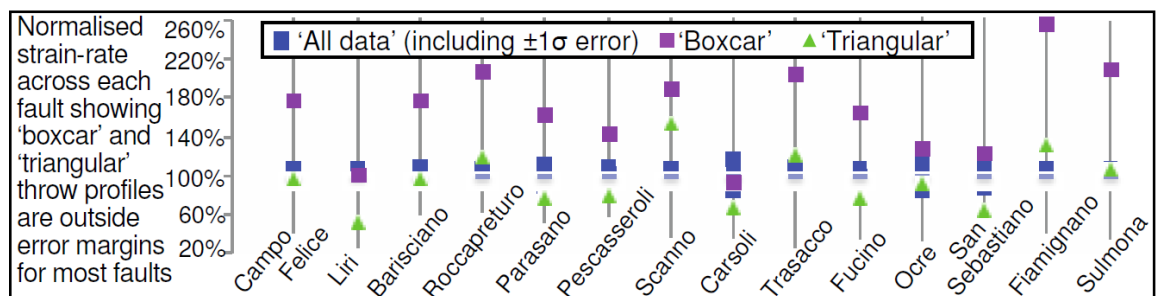 Normalised
strain-rate
across each
fault showing
‘boxcar’ and
‘triangular’
throw profiles
are outside
error margins
for most faults
260%
220%
180%
140%
100%
60%
20%
‘All data’ (including ±1σ error) ‘Boxcar’ ‘Triangular’
Campo
Felice
Liri
Barisciano
Roccapreturo
Parasano
Pescasseroli
Scanno
Carsoli
Trasacco
Fucino
Ocre
San
Sebastiano
Fiamignano
Sulmona